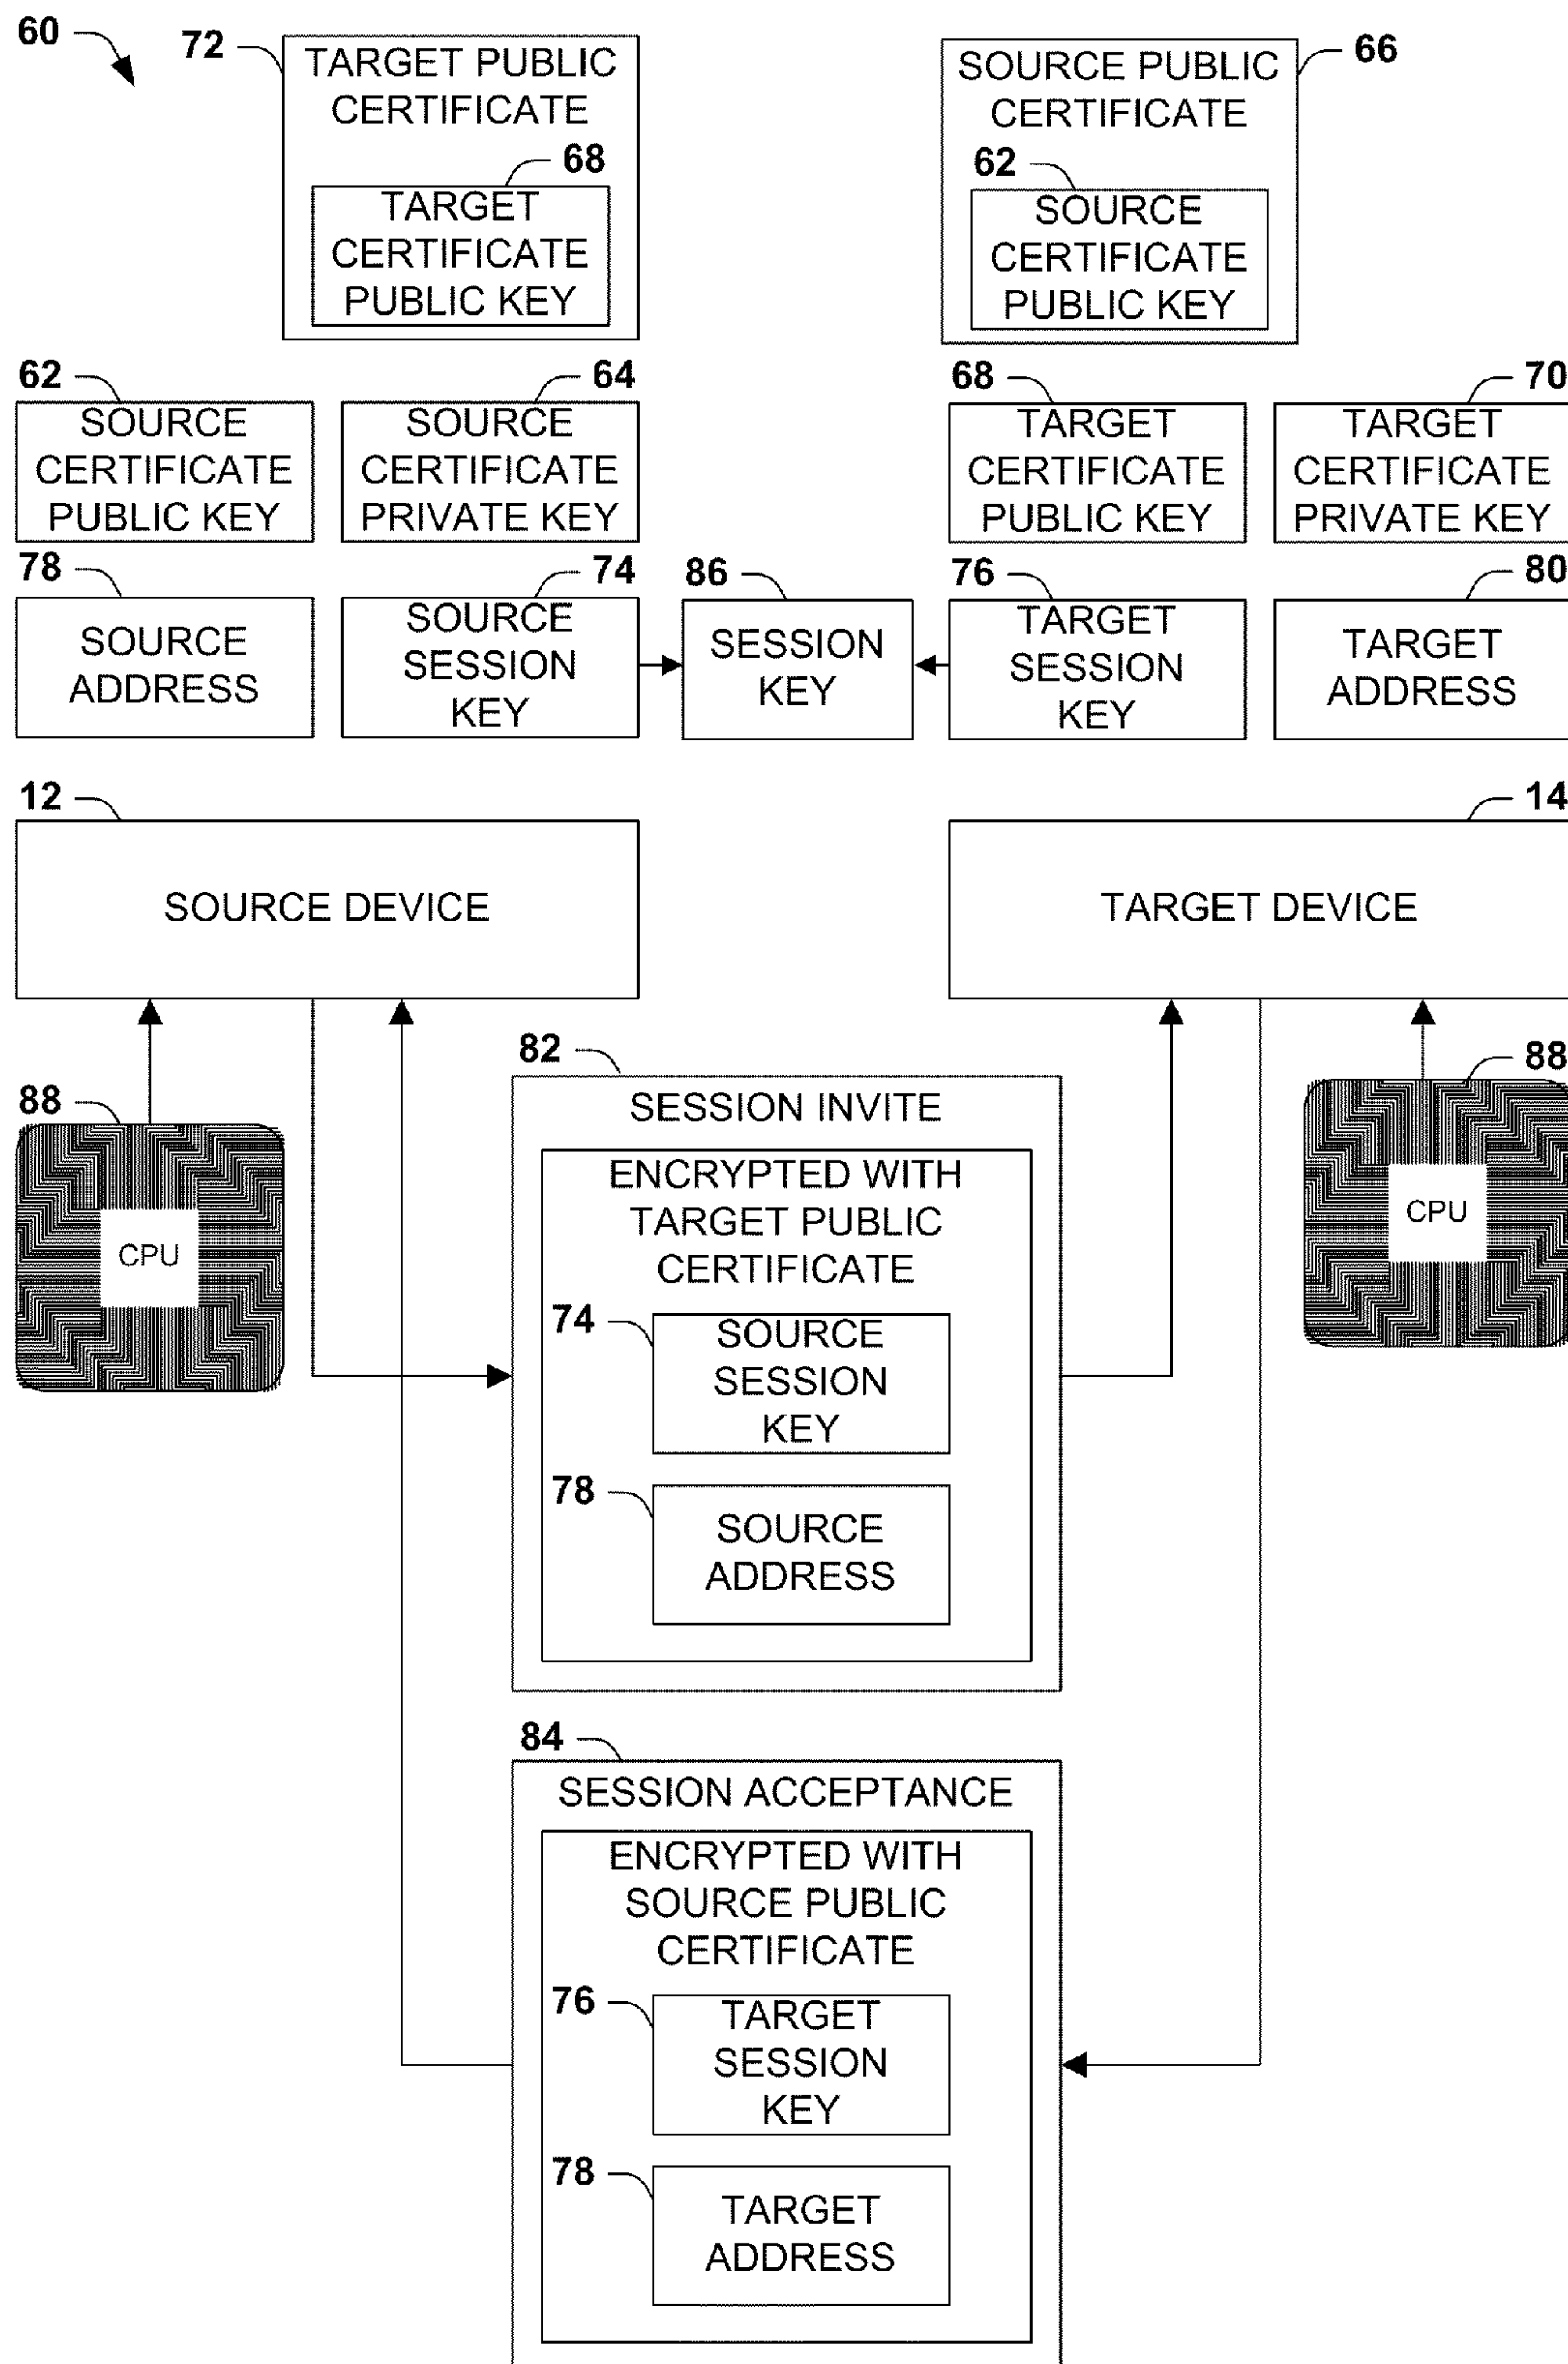 60
72
TARGET PUBLIC
CERTIFICATE
68
TARGET
CERTIFICATE
PUBLIC KEY
SOURCE PUBLIC
CERTIFICATE
66
62
SOURCE
CERTIFICATE
PUBLIC KEY
62
SOURCE
CERTIFICATE
PUBLIC KEY
64
SOURCE
CERTIFICATE
PRIVATE KEY
68
TARGET
CERTIFICATE
PUBLIC KEY
70
TARGET
CERTIFICATE
PRIVATE KEY
78
SOURCE
ADDRESS
74
SOURCE
SESSION
KEY
86
SESSION
KEY
76
TARGET
SESSION
KEY
80
TARGET
ADDRESS
12
SOURCE DEVICE
14
TARGET DEVICE
88
CPU
82
SESSION INVITE
ENCRYPTED WITH
TARGET PUBLIC
CERTIFICATE
74
SOURCE
SESSION
KEY
78
SOURCE
ADDRESS
88
CPU
84
SESSION ACCEPTANCE
ENCRYPTED WITH
SOURCE PUBLIC
CERTIFICATE
76
TARGET
SESSION
KEY
78
TARGET
ADDRESS